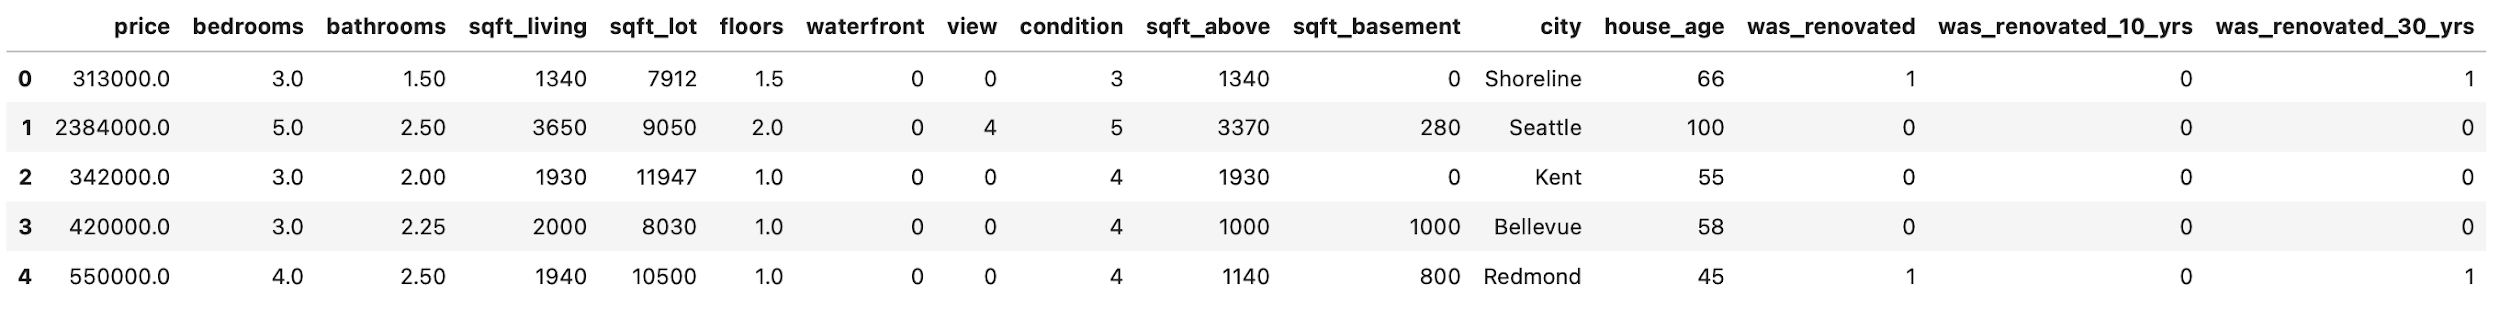 price bedrooms bathrooms sqft_living sqft_lot floors waterfront view condition sqft_above sqft_basement city house_age was_renovated was_renovated_10_yrs was_renovated_30_yrs
0 313000.0 3.0 1.50 1340 7912 1.5 0 0 3 1340 0 Shoreline 66 1 0 1
1 2384000.0 5.0 2.50 3650 9050 2.0 0 4 5 3370 280 Seattle 100 0 0 0
2 342000.0 3.0 2.00 1930 11947 1.0 0 0 4 1930 0 Kent 55 0 0 0
3 420000.0 3.0 2.25 2000 8030 1.0 0 0 4 1000 1000 Bellevue 58 0 0 0
4 550000.0 4.0 2.50 1940 10500 1.0 0 0 4 1140 800 Redmond 45 1 0 1